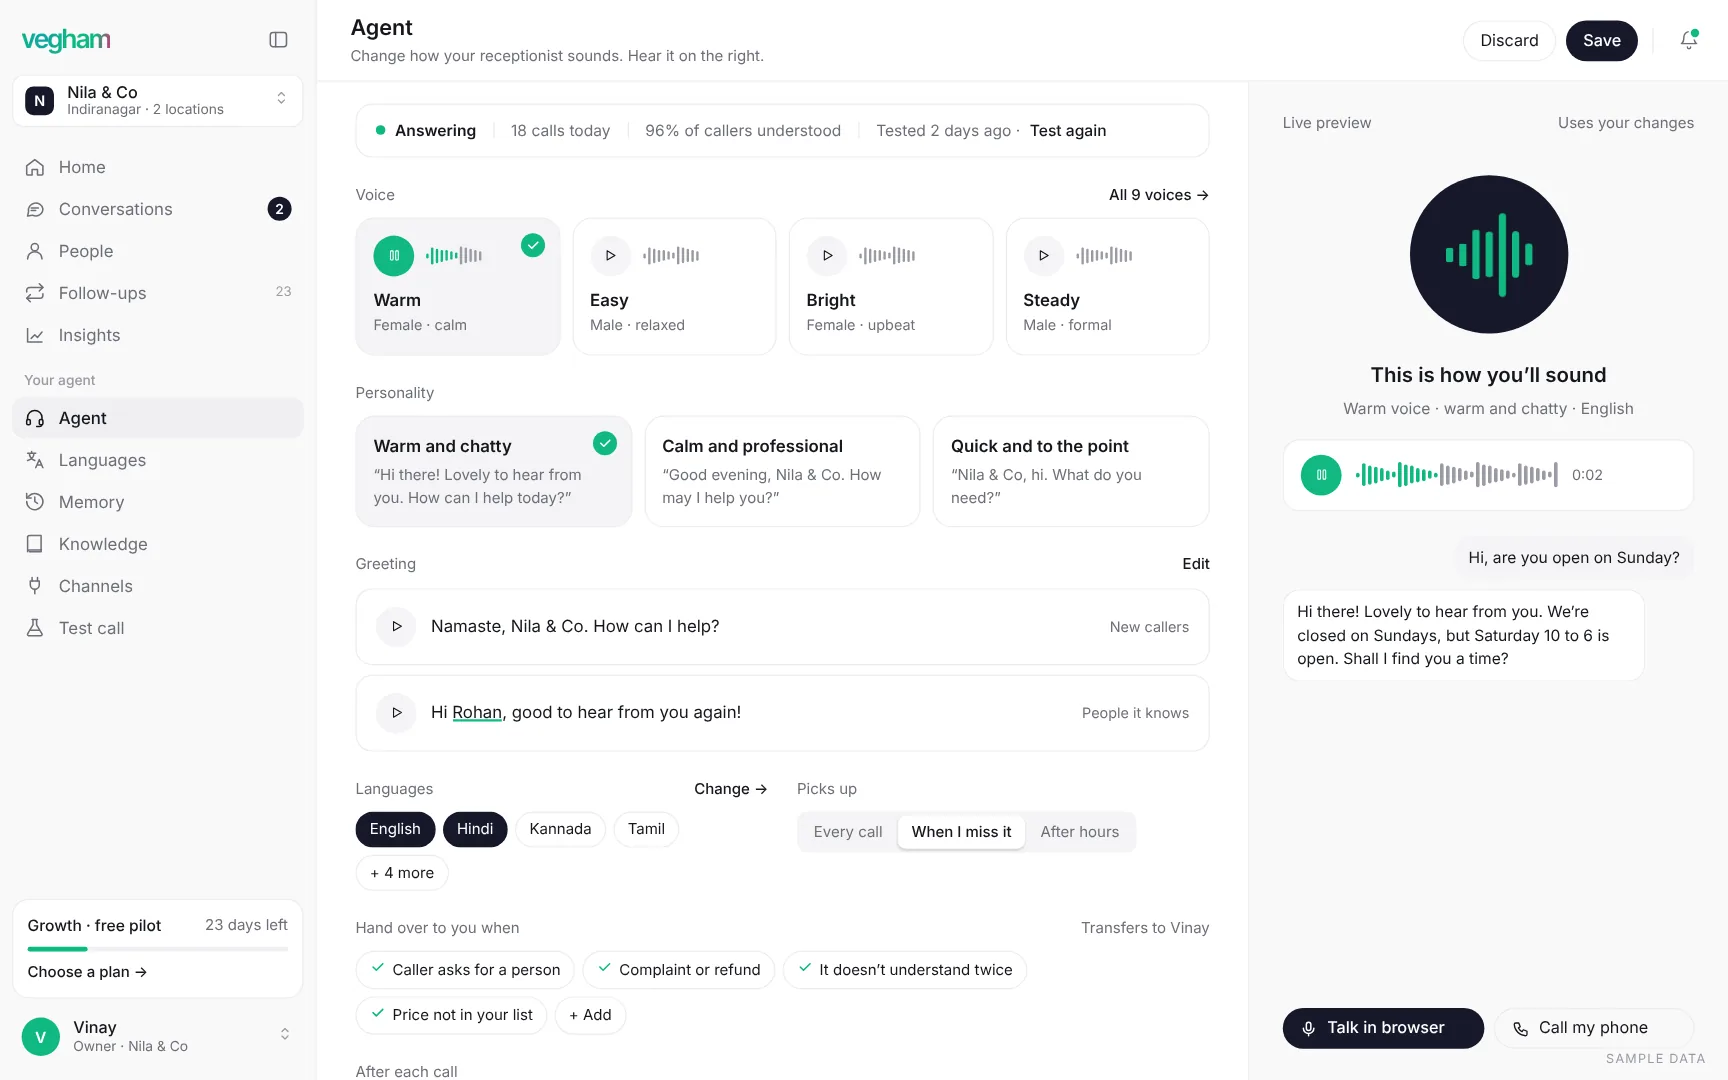 vegham
N
Nila & Co
Indiranagar · 2 locations
Home
Conversations 2
People
Follow-ups 23
Insights
Your agent
Agent
Languages
Memory
Knowledge
Channels
Test call
Growth · free pilot 23 days left
Choose a plan →
V
Vinay
Owner · Nila & Co
Agent
Change how your receptionist sounds. Hear it on the right.
Discard Save
Answering 18 calls today 96% of callers understood Tested 2 days ago · Test again
Voice All 9 voices →
Warm
Female · calm
Easy
Male · relaxed
Bright
Female · upbeat
Steady
Male · formal
Personality
Warm and chatty
“Hi there! Lovely to hear from
you. How can I help today?”
Calm and professional
“Good evening, Nila & Co. How
may I help you?”
Quick and to the point
“Nila & Co, hi. What do you
need?”
Greeting Edit
Namaste, Nila & Co. How can I help? New callers
Hi Rohan, good to hear from you again! People it knows
Languages Change →
English Hindi Kannada Tamil
+ 4 more
Picks up
Every call When I miss it After hours
Hand over to you when Transfers to Vinay
Caller asks for a person Complaint or refund It doesn’t understand twice
Price not in your list + Add
After each call
Live preview Uses your changes
This is how you’ll sound
Warm voice · warm and chatty · English
0:02
Hi, are you open on Sunday?
Hi there! Lovely to hear from you. We’re
closed on Sundays, but Saturday 10 to 6 is
open. Shall I find you a time?
Talk in browser Call my phone
SAMPLE DATA